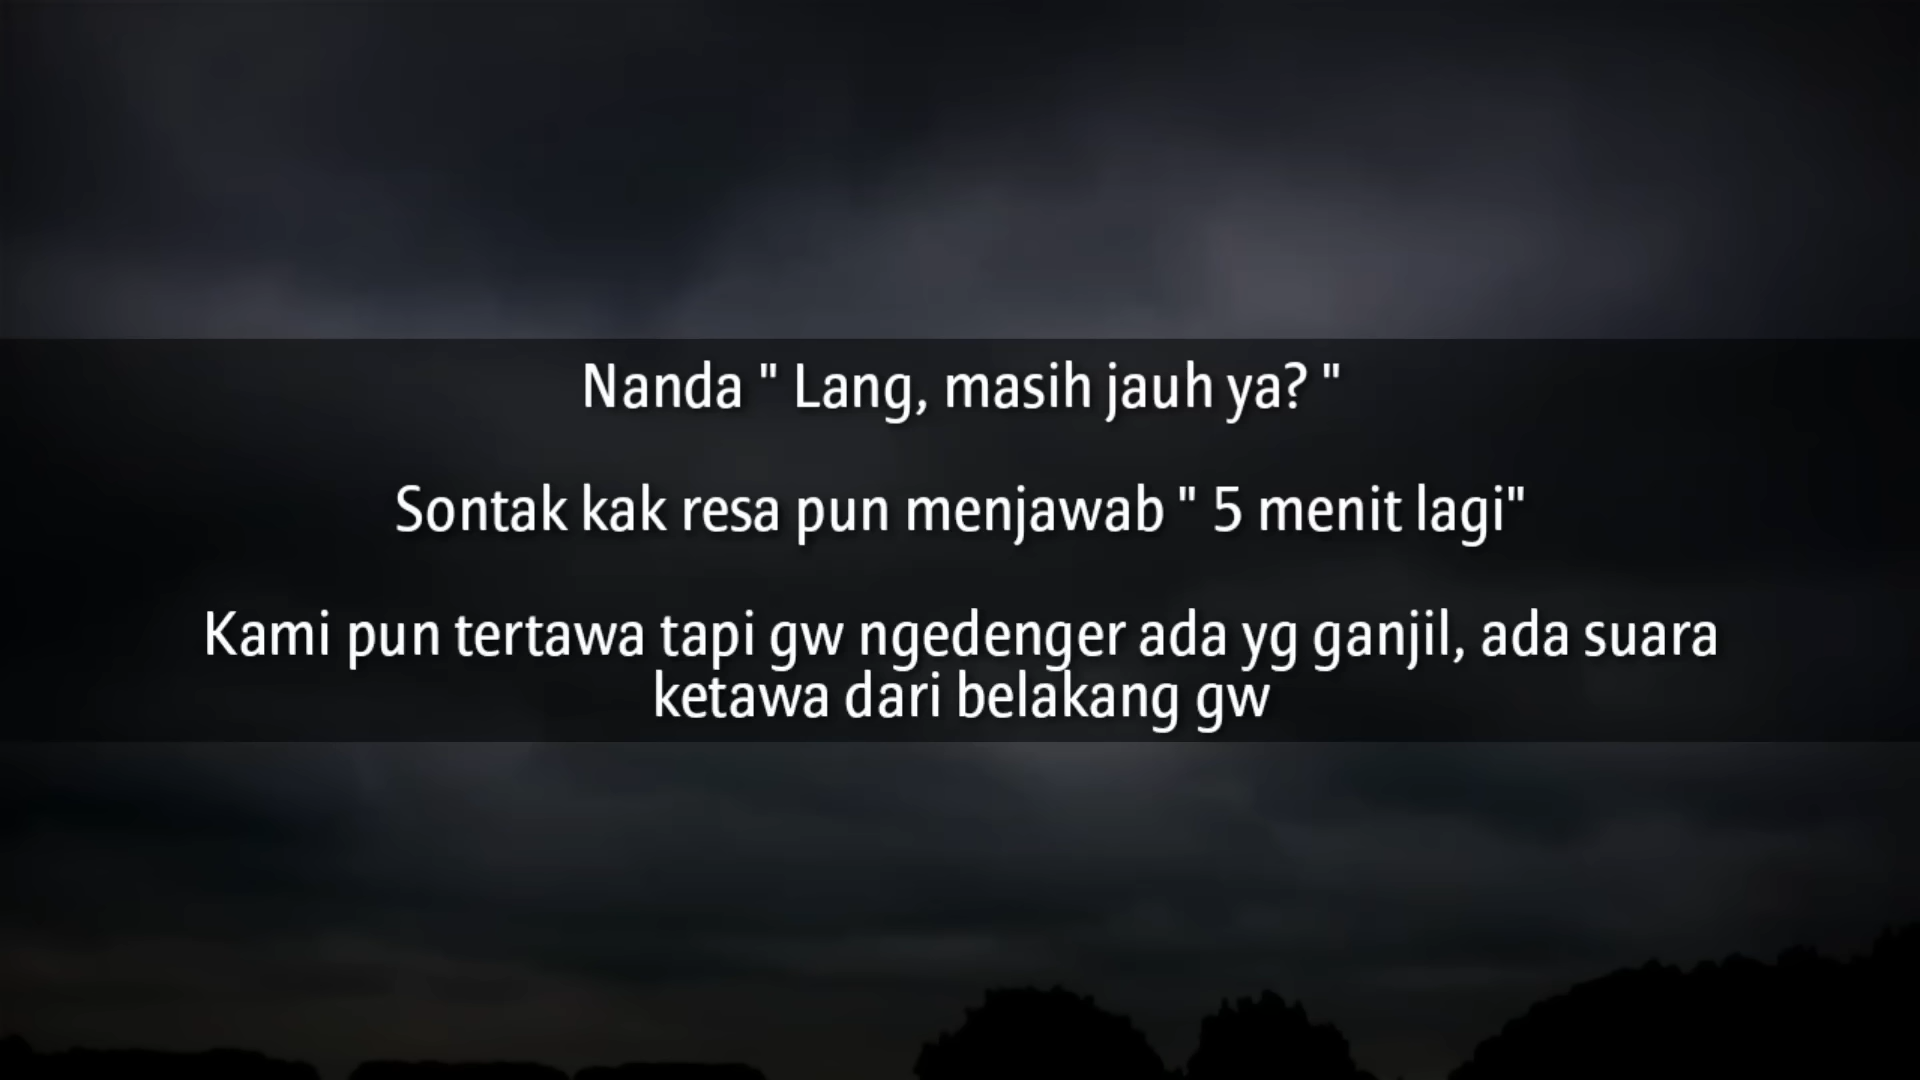 Nanda " Lang, masih jauh ya? "
Sontak kak resa pun menjawab " 5 menit lagi"
Kami pun tertawa tapi gw ngedenger ada yg ganjil, ada suara
ketawa dari belakang gw